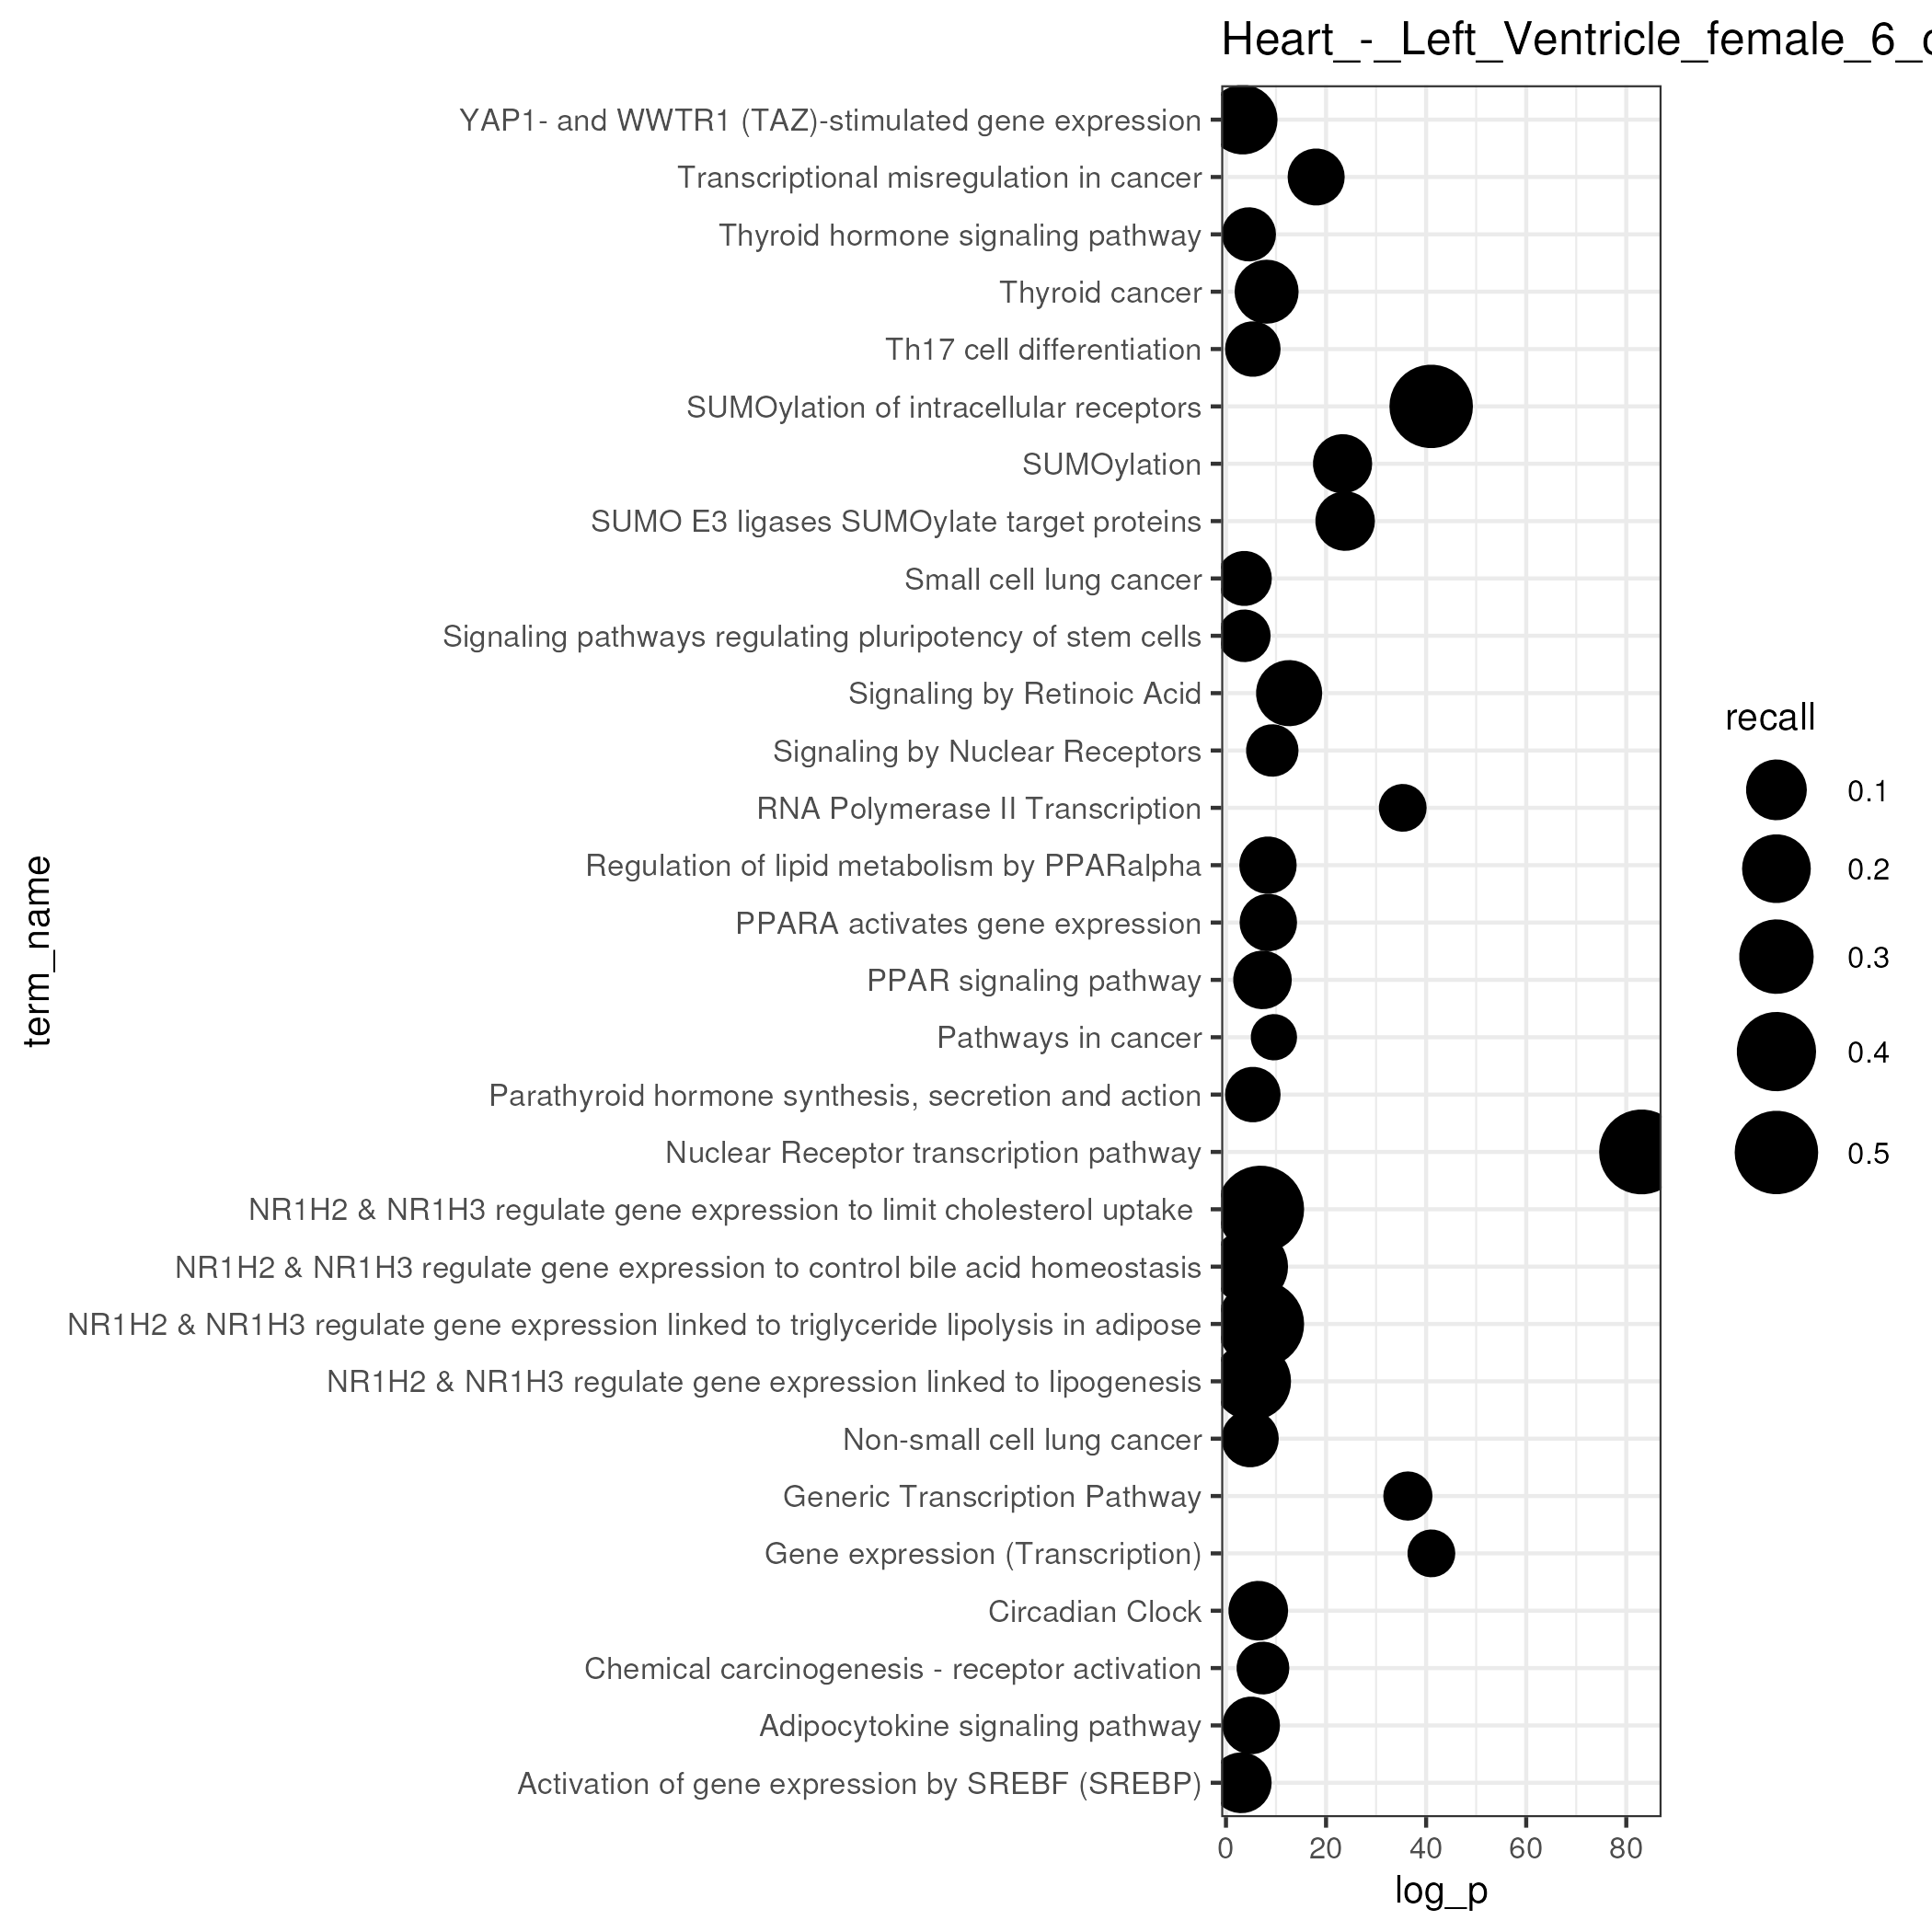 Heart_-_Left_Ventricle_female_6_
YAP1- and WWTR1 (TAZ)-stimulated gene expression
Transcriptional misregulation in cancer
Thyroid hormone signaling pathway
Thyroid cancer
Th17 cell differentiation
SUMOylation of intracellular receptors
SUMOylation
SUMO E3 ligases SUMOylate target proteins
Small cell lung cancer
Signaling pathways regulating pluripotency of stem cells
Signaling by Retinoic Acid
Signaling by Nuclear Receptors
RNA Polymerase II Transcription
Regulation of lipid metabolism by PPARalpha
PPARA activates gene expression
PPAR signaling pathway
Pathways in cancer
Parathyroid hormone synthesis, secretion and action
Nuclear Receptor transcription pathway
NR1H2 & NR1H3 regulate gene expression to limit cholesterol uptake
NR1H2 & NR1H3 regulate gene expression to control bile acid homeostasis
NR1H2 & NR1H3 regulate gene expression linked to triglyceride lipolysis in adipose
NR1H2 & NR1H3 regulate gene expression linked to lipogenesis
Non-small cell lung cancer
Generic Transcription Pathway
Gene expression (Transcription)
Circadian Clock
Chemical carcinogenesis - receptor activation
Adipocytokine signaling pathway
Activation of gene expression by SREBF (SREBP)
term_name
0 20 40 60 80
log_p
recall
0.1
0.2
0.3
0.4
0.5